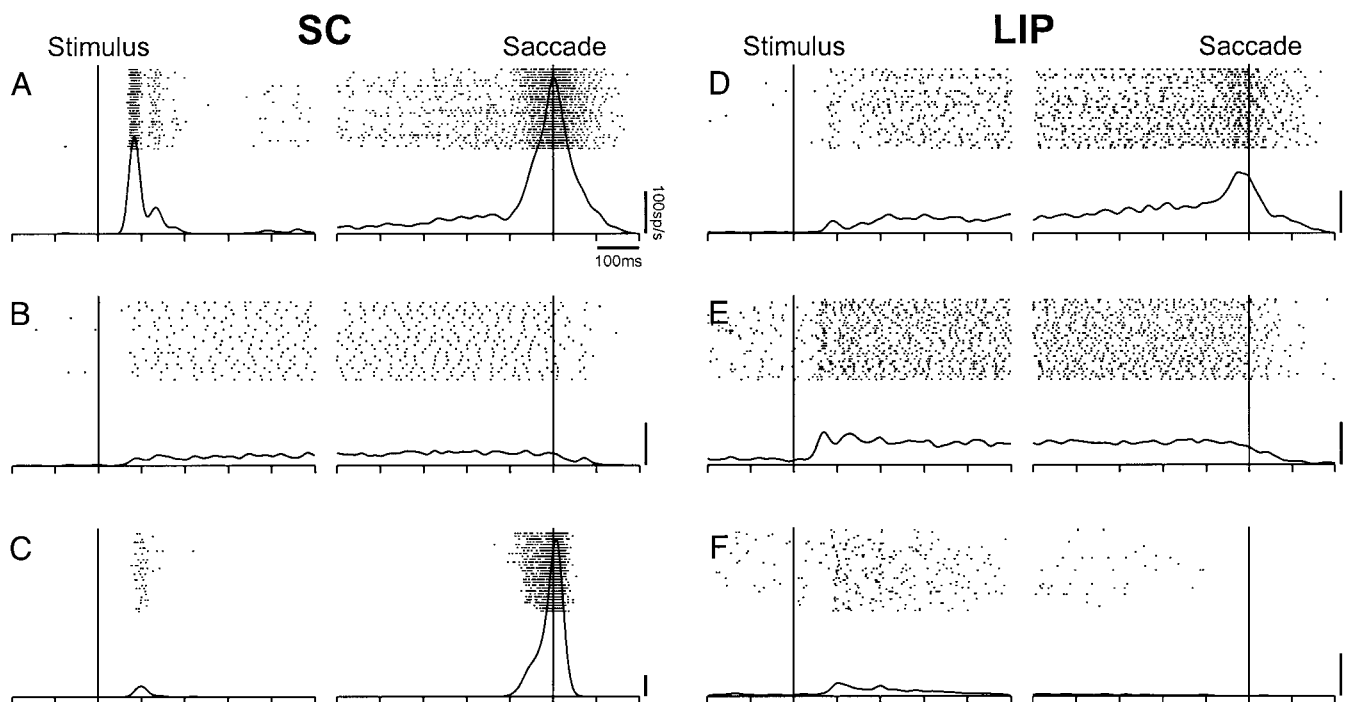 SC
Stimulus
Saccade
A
100sp/s
100ms
B
C
LIP
Stimulus
Saccade
D
E
F